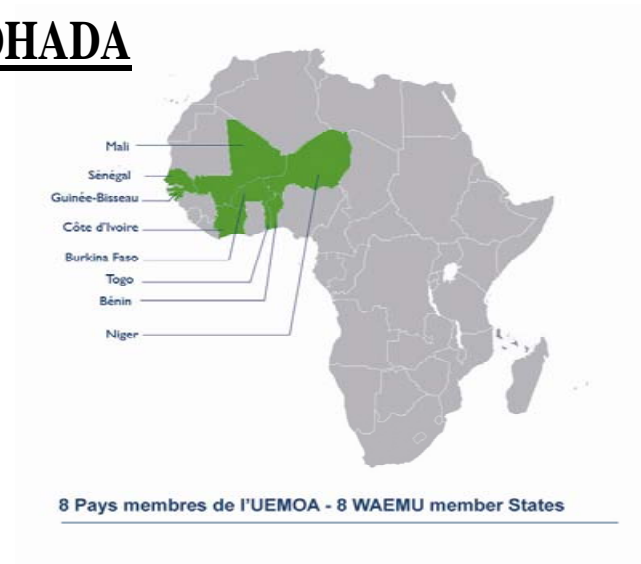 OHADA
Mali
Sénégal
Guinée-Bissau
Côte d'Ivoire
Burkina Faso
Togo
Bénin
Niger
8 Pays membres de l'UEMOA - 8 WAEMU member States